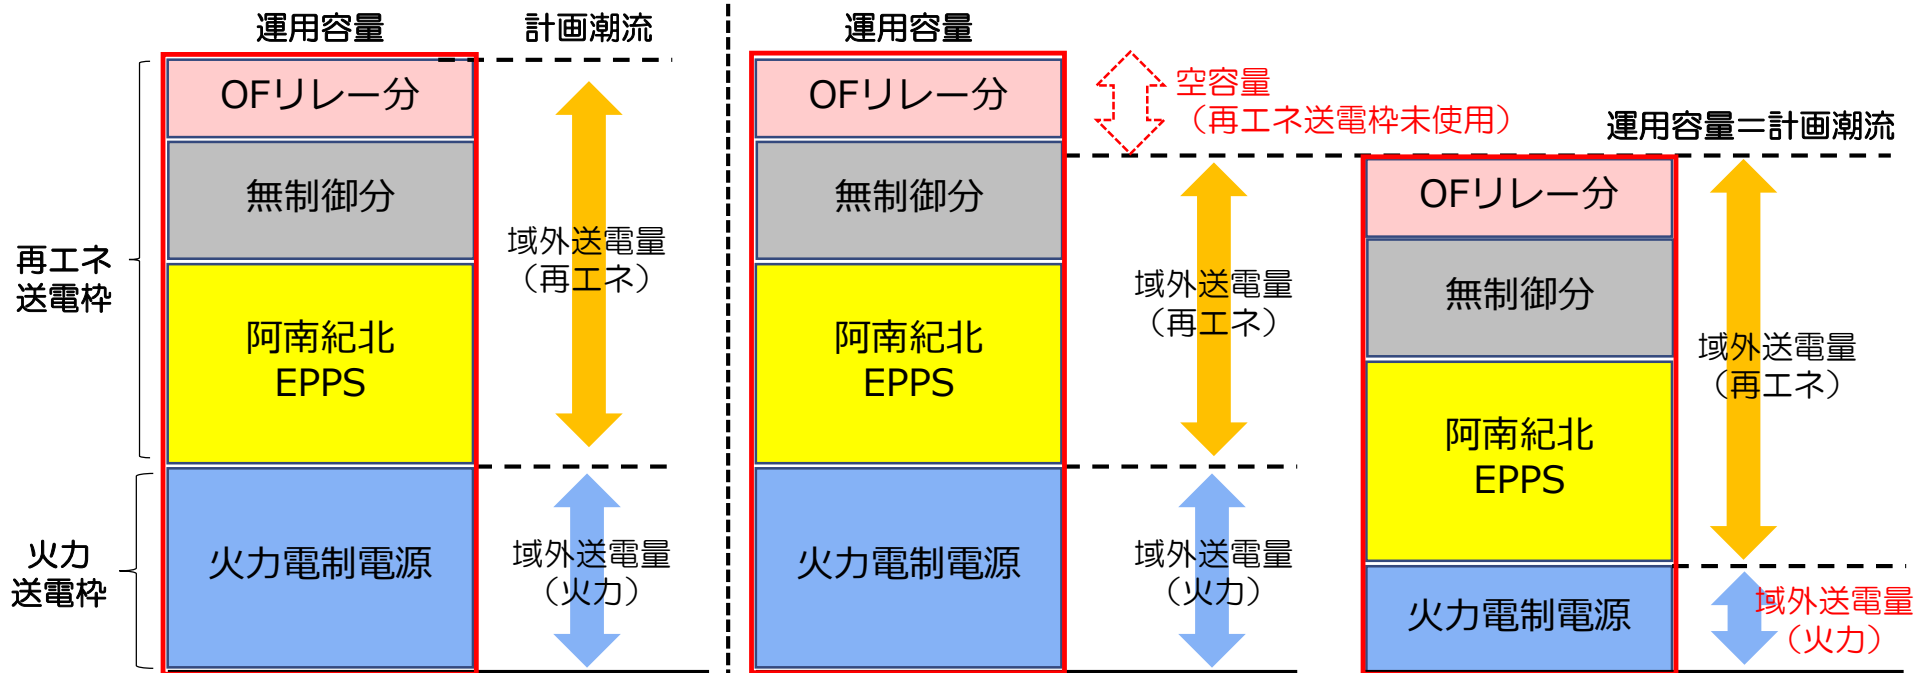 運用容量
計画潮流
OFリレー分
無制御分
阿南紀北
EPPS
火力電制電源
再エネ
送電枠
火力
送電枠
域外送電量
（再エネ）
域外送電量
（火力）
運用容量
OFリレー分
無制御分
阿南紀北
EPPS
火力電制電源
空容量
（再エネ送電枠未使用）
域外送電量
（再エネ）
域外送電量
（火力）
運用容量＝計画潮流
OFリレー分
無制御分
阿南紀北
EPPS
火力電制電源
域外送電量
（再エネ）
域外送電量
（火力）